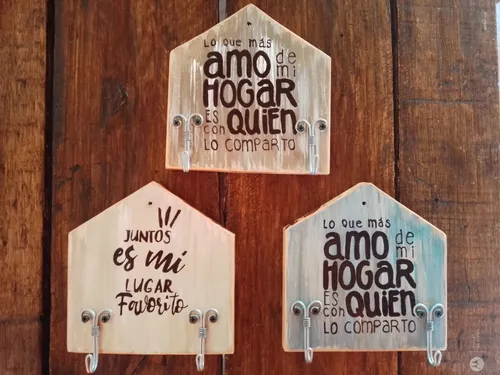 Lo que más
amo de mi
HOGAR
ES con QUIEN
LO COMPARTO
JUNTOS
es mi
LUGAR
Favorito
Lo que más
amo de mi
HOGAR
ES con QUIEN
LO COMPARTO